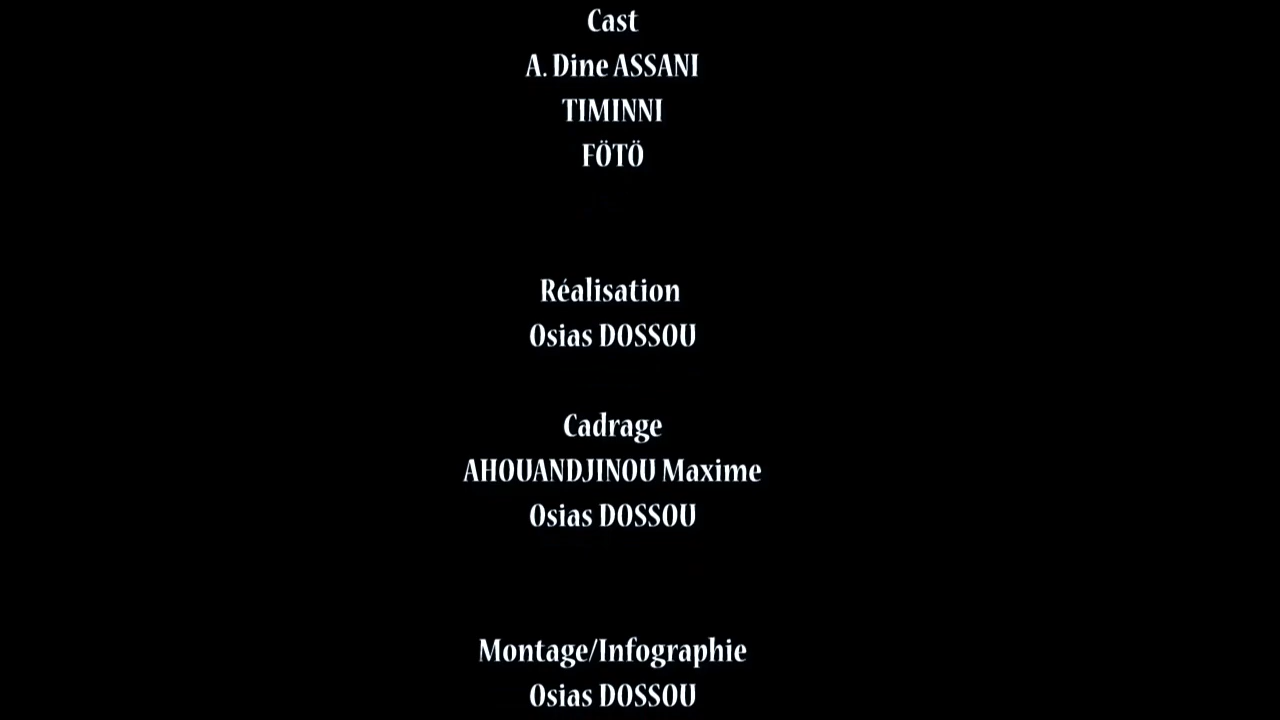 Cast
A. Dine ASSANI
TIMINNI
FÖTÖ
Réalisation
Osias DOSSOU
Cadrage
AHOUANDJINOU Maxime
Osias DOSSOU
Montage/Infographie
Osias DOSSOU